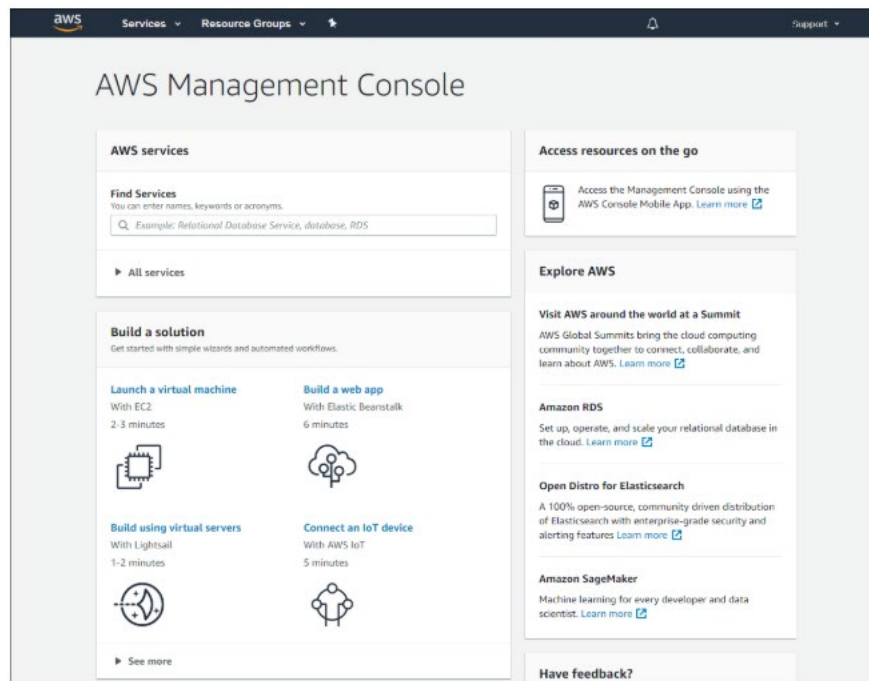 aws
Services
Resource Groups
Support
AWS Management Console
AWS services
Find Services
You can enter names, keywords or acronyms.
Example: Relational Database Service, database, RDS
All services
Build a solution
Get started with simple wizards and automated workflows.
Launch a virtual machine
With EC2
2-3 minutes
Build a web app
With Elastic Beanstalk
6 minutes
Build using virtual servers
With Lightsail
1-2 minutes
Connect an IoT device
With AWS IoT
5 minutes
See more
Access resources on the go
Access the Management Console using the
AWS Console Mobile App. Learn more
Explore AWS
Visit AWS around the world at a Summit
AWS Global Summits bring the cloud computing
community together to connect, collaborate, and
learn about AWS. Learn more
Amazon RDS
Set up, operate, and scale your relational database in
the cloud. Learn more
Open Distro for Elasticsearch
A 100% open-source, community driven distribution
of Elasticsearch with enterprise-grade security and
alerting features Learn more
Amazon SageMaker
Machine learning for every developer and data
scientist. Learn more
Have feedback?